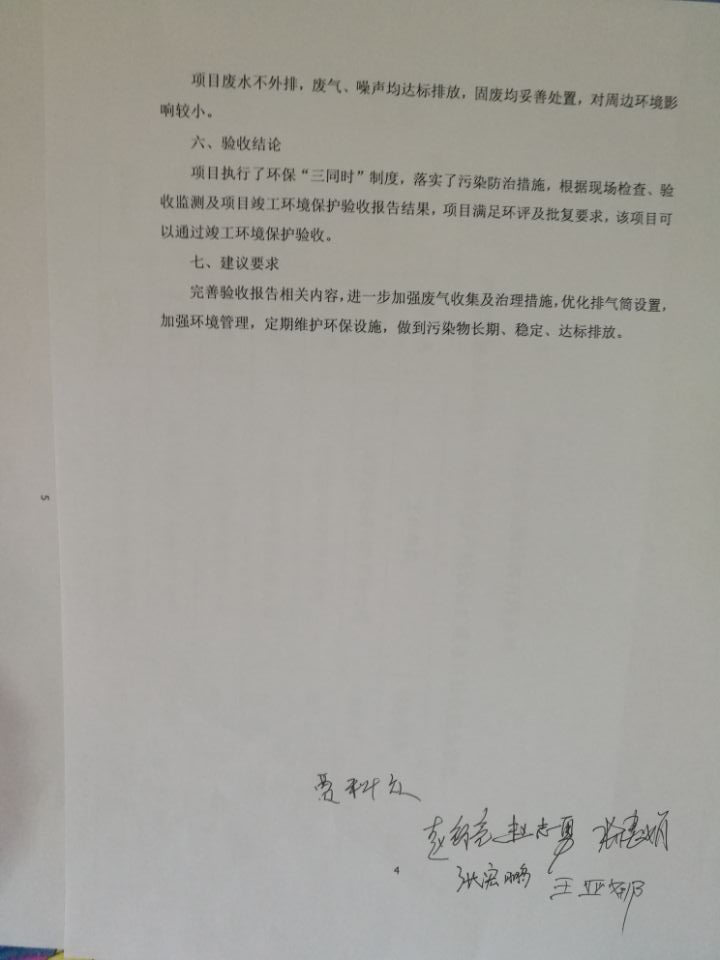 项目废水不外排，废气、噪声均达标排放，固废均妥善处置，对周边环境影
响较小。
六、验收结论
项目执行了环保“三同时”制度，落实了污染防治措施，根据现场检查、验
收监测及项目竣工环境保护验收报告结果，项目满足环评及批复要求，该项目可
以通过竣工环境保护验收。
七、建议要求
完善验收报告相关内容，进一步加强废气收集及治理措施，优化排气筒设置，
加强环境管理，定期维护环保设施，做到污染物长期、稳定、达标排放。
5
赵志勇
4
张宏鹏 王亚娜